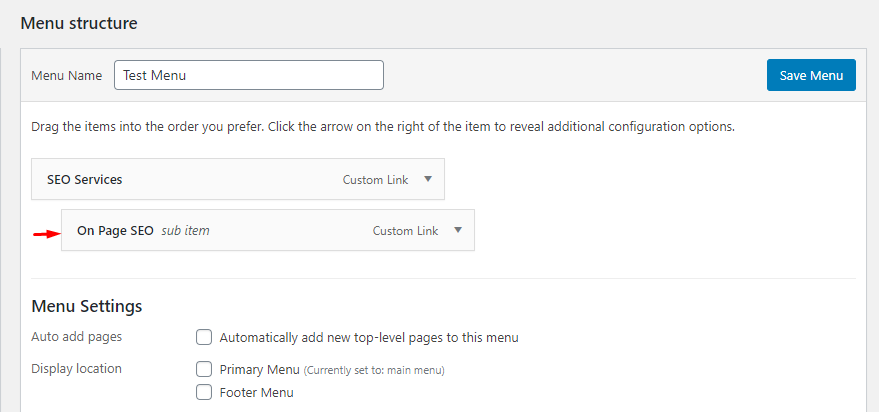 Menu structure
Menu Name Test Menu Save Menu
Drag the items into the order you prefer. Click the arrow on the right of the item to reveal additional configuration options.
SEO Services Custom Link
On Page SEO sub item Custom Link
Menu Settings
Auto add pages Automatically add new top-level pages to this menu
Display location Primary Menu (Currently set to: main menu)
Footer Menu